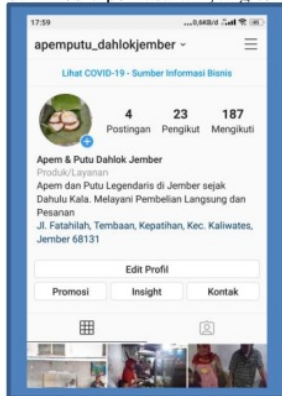 17:59
apemputu_dahlokjember
Lihat COVID-19 - Sumber Informasi Bisnis
4 23 187
Postingan Pengikut Mengikuti
Apem & Putu Dahlok Jember
Produk/Layanan
Apem dan Putu Legendaris di Jember sejak
Dahulu Kala. Melayani Pembelian Langsung dan
Pesanan
Jl. Fatahilah, Tembaan, Kepatihan, Kec. Kaliwates,
Jember 68131
Edit Profil
Promosi Insight Kontak